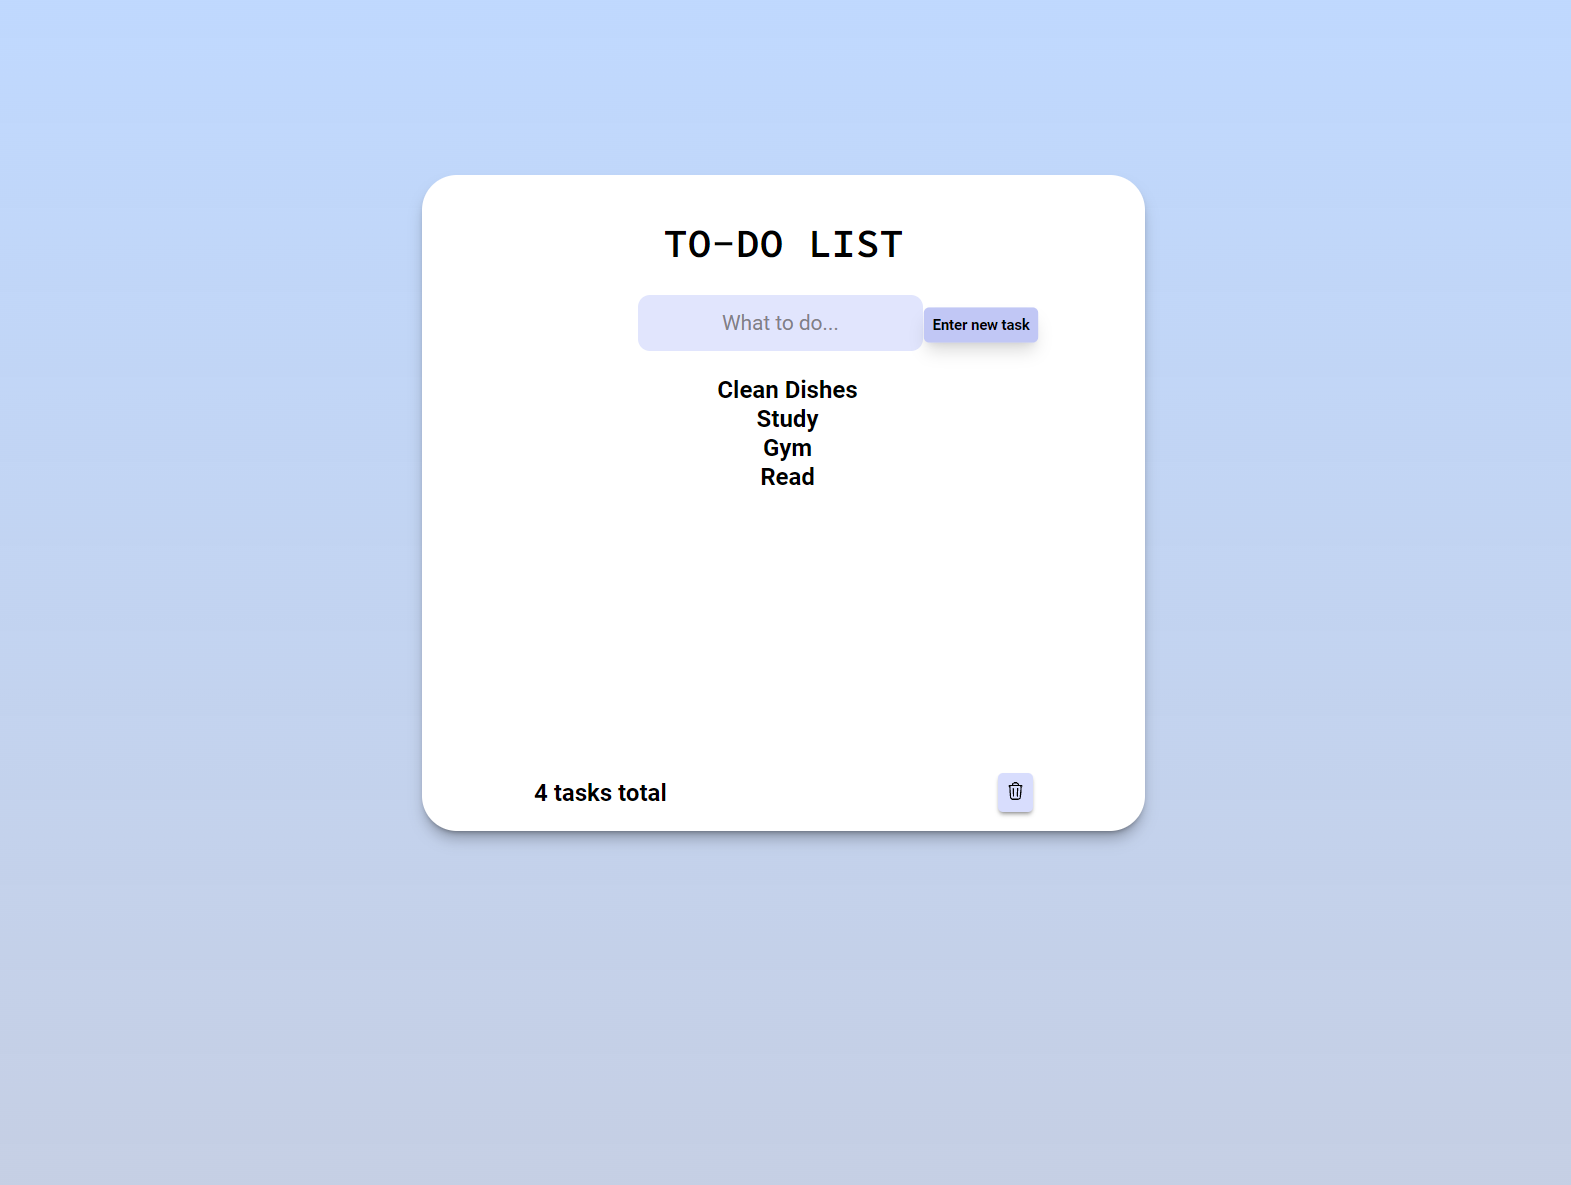 TO-DO LIST
What to do...
Enter new task
Clean Dishes
Study
Gym
Read
4 tasks total